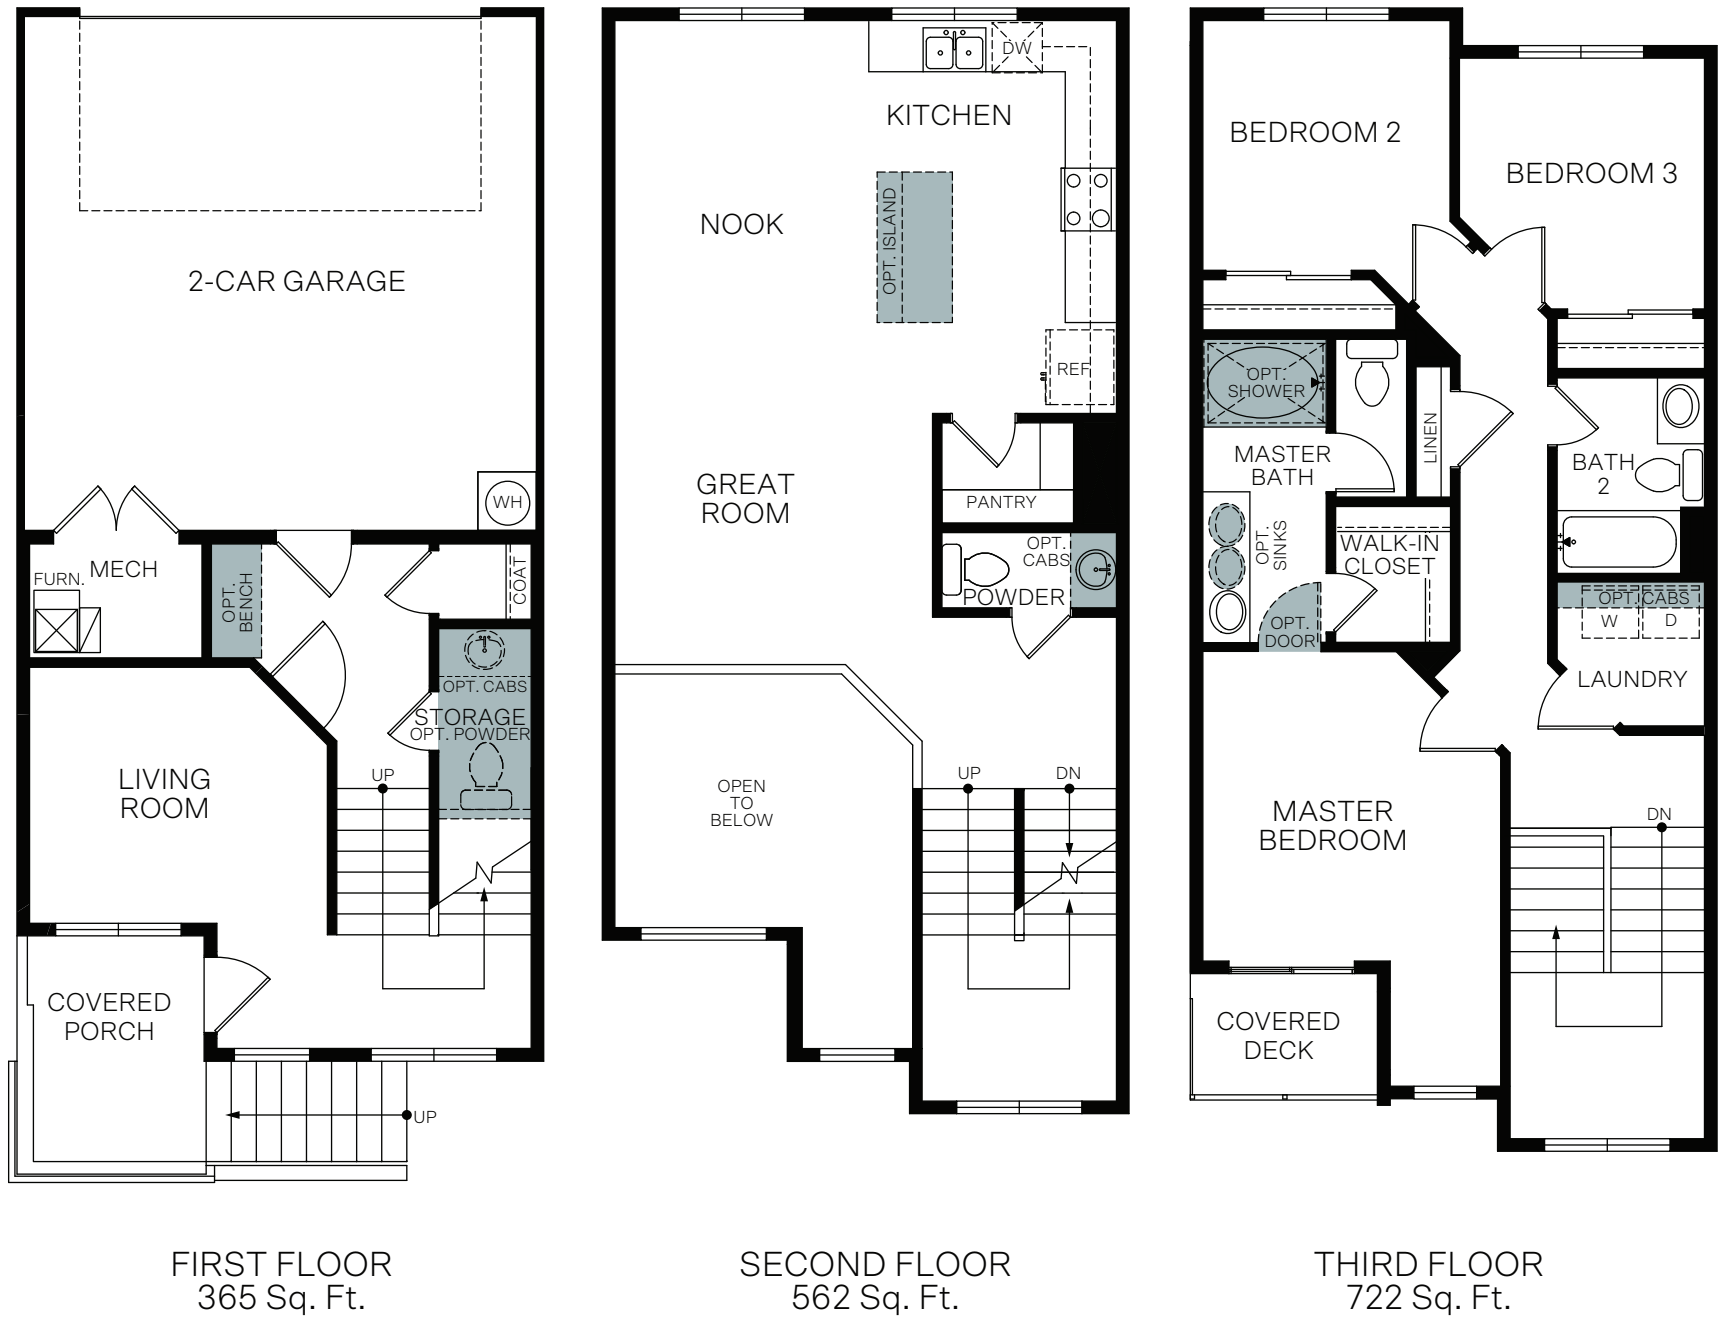 2-CAR GARAGE
WH
MECH
FURN.
OPT.
BENCH
COAT
OPT. CABS
STORAGE
OPT. POWDER
LIVING
ROOM
UP
COVERED
PORCH
UP
FIRST FLOOR
365 Sq. Ft.
DW
KITCHEN
NOOK
OPT. ISLAND
REF
GREAT
ROOM
PANTRY
OPT.
CABS
POWDER
OPEN
TO
BELOW
UP
DN
SECOND FLOOR
562 Sq. Ft.
BEDROOM 2
BEDROOM 3
OPT.
SHOWER
LINEN
MASTER
BATH
BATH
2
OPT.
SINKS
WALK-IN
CLOSET
OPT. CABS
W
D
OPT.
DOOR
LAUNDRY
MASTER
BEDROOM
DN
COVERED
DECK
THIRD FLOOR
722 Sq. Ft.